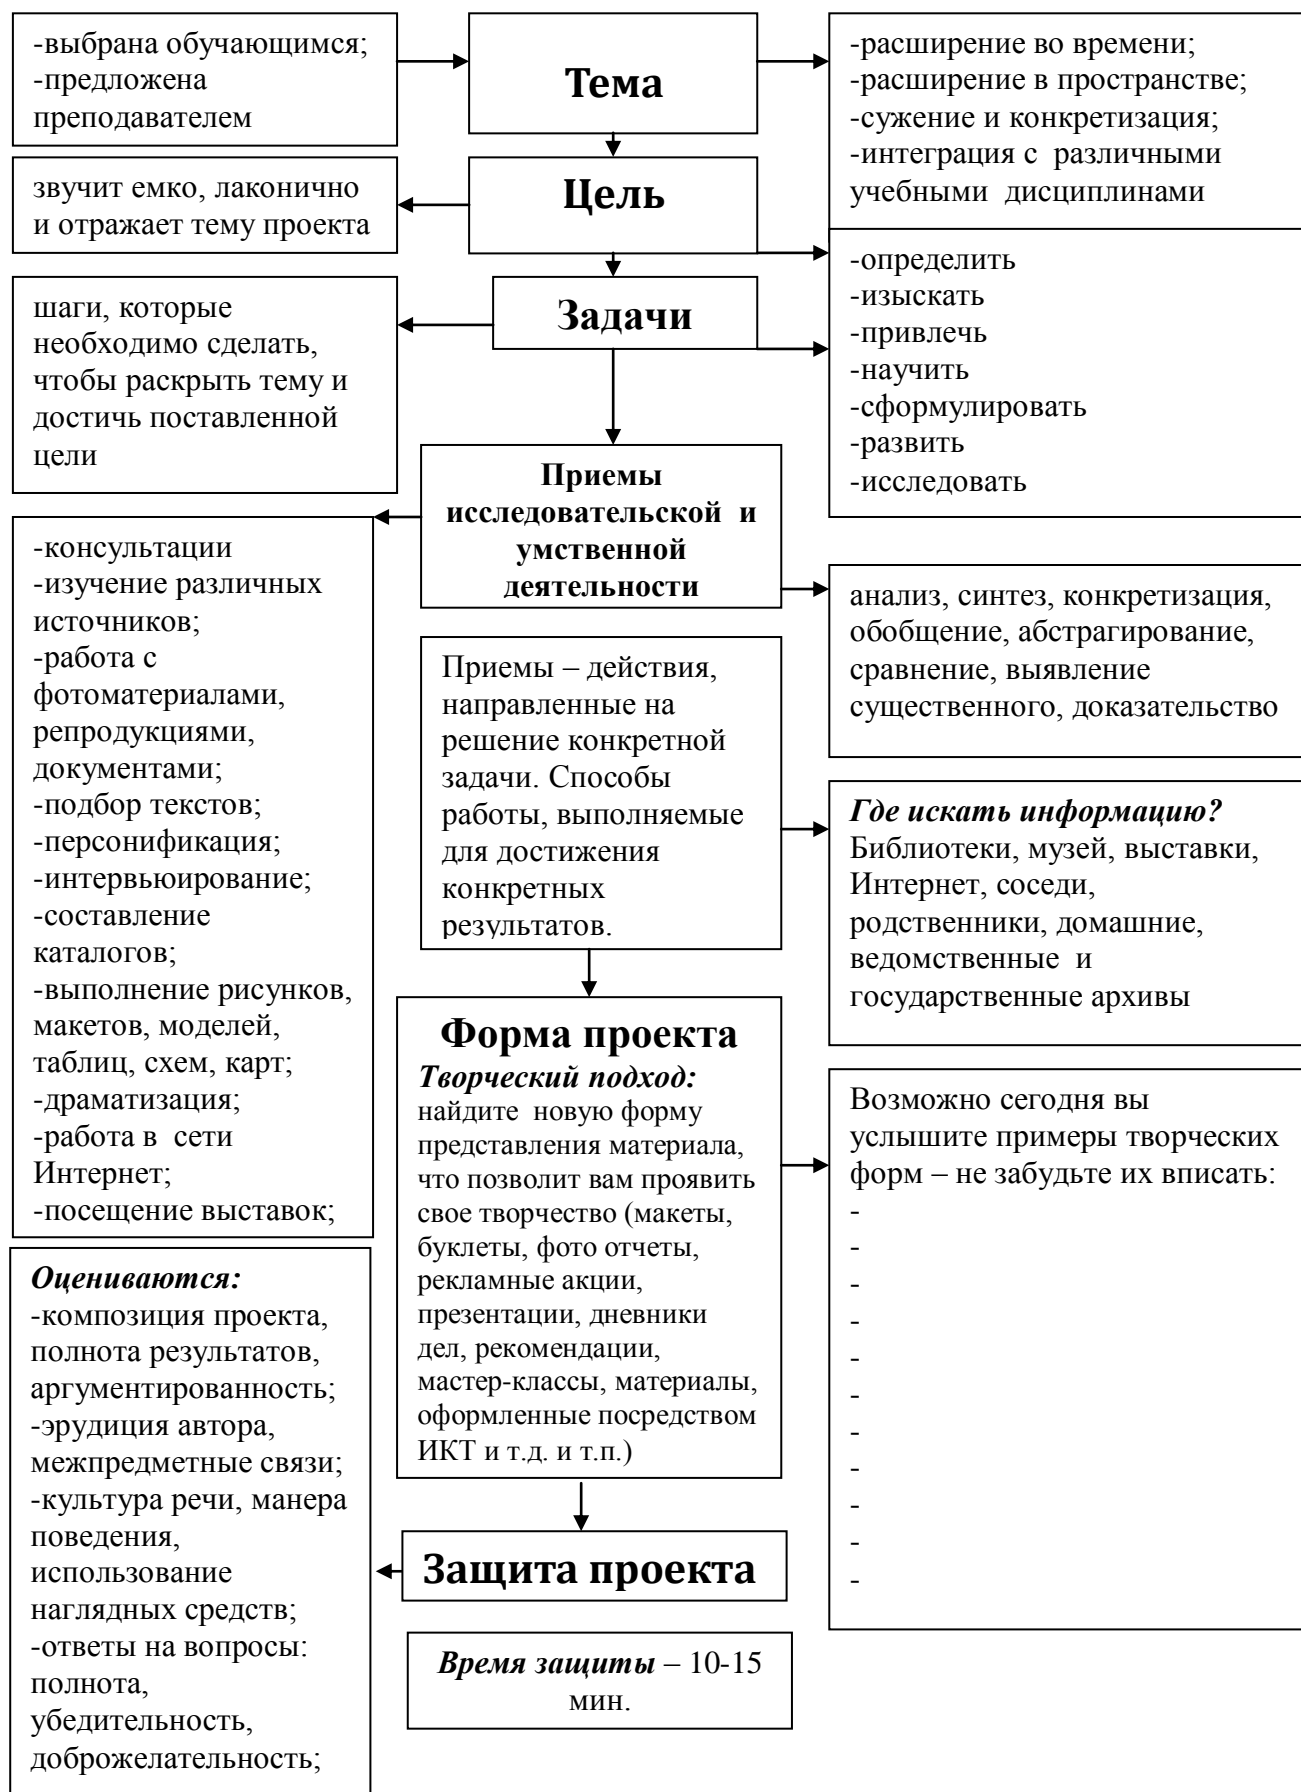 -выбрана обучающимся;
-предложена
преподавателем
Тема
-расширение во времени;
-расширение в пространстве;
-сужение и конкретизация;
-интеграция с различными
учебными дисциплинами
звучит емко, лаконично
и отражает тему проекта
Цель
-определить
-изыскать
-привлечь
-научить
-сформулировать
-развить
-исследовать
шаги, которые
необходимо сделать,
чтобы раскрыть тему и
достичь поставленной
цели
Задачи
Приемы
исследовательской и
умственной
деятельности
-консультации
-изучение различных
источников;
-работа с
фотоматериалами,
репродукциями,
документами;
-подбор текстов;
-персонификация;
-интервьюирование;
-составление
каталогов;
-выполнение рисунков,
макетов, моделей,
таблиц, схем, карт;
-драматизация;
-работа в сети
Интернет;
-посещение выставок;
анализ, синтез, конкретизация,
обобщение, абстрагирование,
сравнение, выявление
существенного, доказательство
Приемы – действия,
направленные на
решение конкретной
задачи. Способы
работы, выполняемые
для достижения
конкретных
результатов.
Где искать информацию?
Библиотеки, музей, выставки,
Интернет, соседи,
родственники, домашние,
ведомственные и
государственные архивы
Форма проекта
Творческий подход:
найдите новую форму
представления материала,
что позволит вам проявить
свое творчество (макеты,
буклеты, фото отчеты,
рекламные акции,
презентации, дневники
дел, рекомендации,
мастер-классы, материалы,
оформленные посредством
ИКТ и т.д. и т.п.)
Возможно сегодня вы
услышите примеры творческих
форм – не забудьте их вписать:
-
-
-
-
-
-
-
-
-
-
-
Оцениваются:
-композиция проекта,
полнота результатов,
аргументированность;
-эрудиция автора,
межпредметные связи;
-культура речи, манера
поведения,
использование
наглядных средств;
-ответы на вопросы:
полнота,
убедительность,
доброжелательность;
Защита проекта
Время защиты – 10-15
мин.